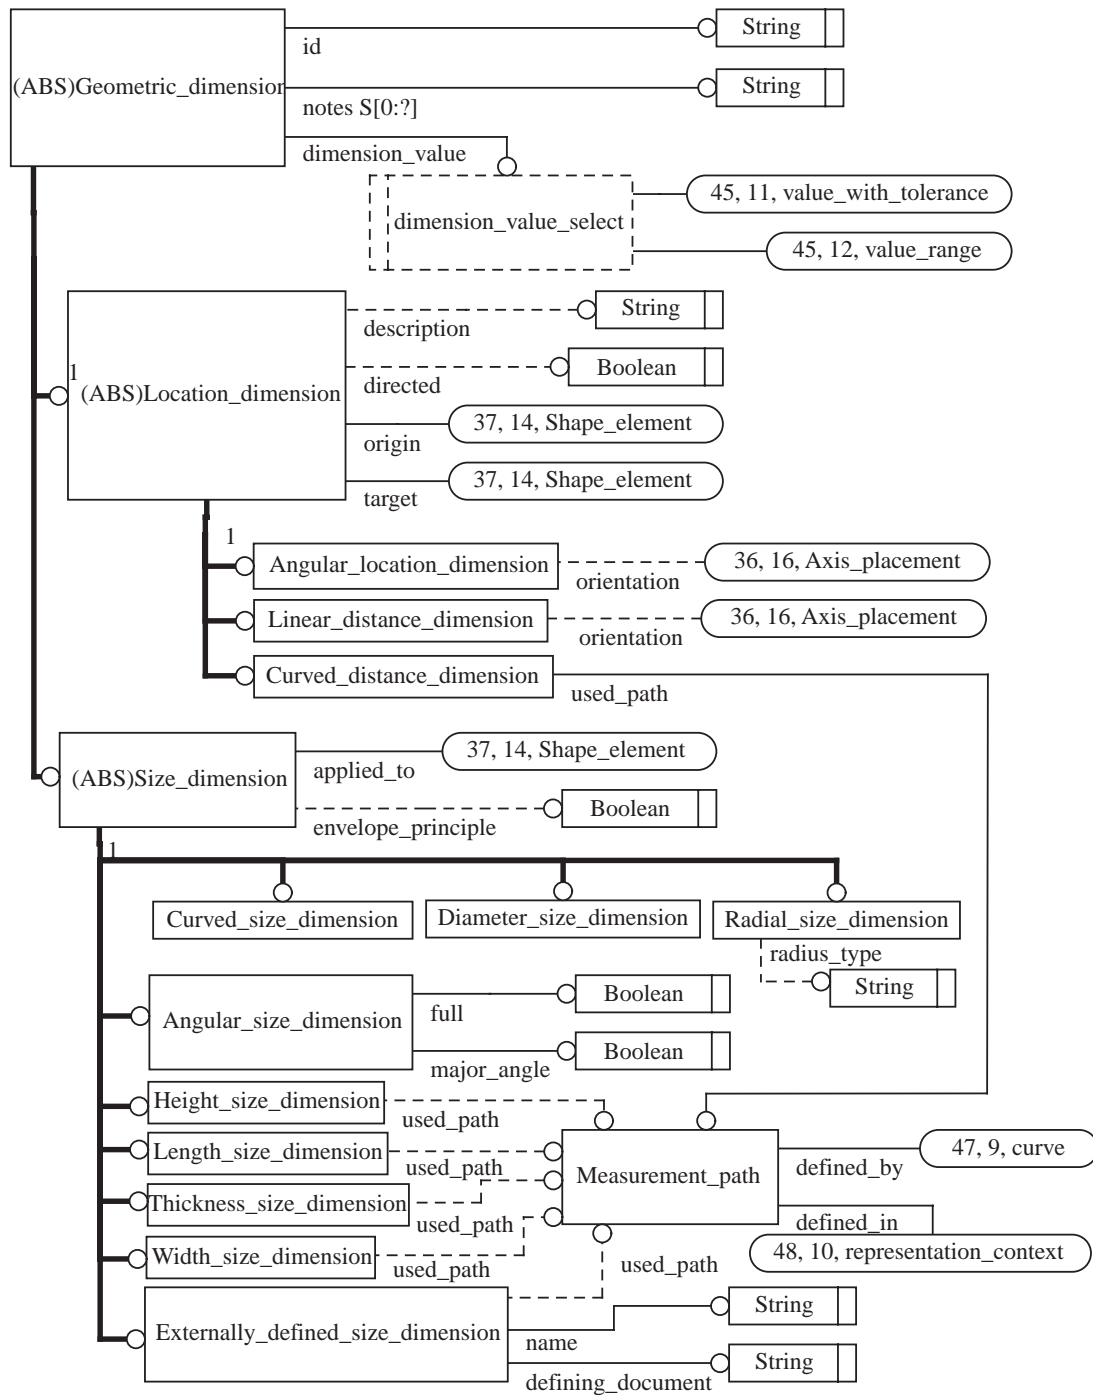 String
id
(ABS)Geometric_dimension
String
notes S[0:?]
dimension_value
45, 11, value_with_tolerance
dimension_value_select
45, 12, value_range
String
description
1
(ABS)Location_dimension
Boolean
directed
37, 14, Shape_element
origin
37, 14, Shape_element
target
1
Angular_location_dimension
36, 16, Axis_placement
orientation
Linear_distance_dimension
36, 16, Axis_placement
orientation
Curved_distance_dimension
used_path
37, 14, Shape_element
(ABS)Size_dimension
applied_to
Boolean
envelope_principle
1
Curved_size_dimension
Diameter_size_dimension
Radial_size_dimension
radius_type
String
Angular_size_dimension
Boolean
full
Boolean
major_angle
Height_size_dimension
used_path
Length_size_dimension
used_path
Measurement_path
47, 9, curve
defined_by
Thickness_size_dimension
used_path
defined_in
48, 10, representation_context
Width_size_dimension
used_path
used_path
Externally_defined_size_dimension
String
name
String
defining_document